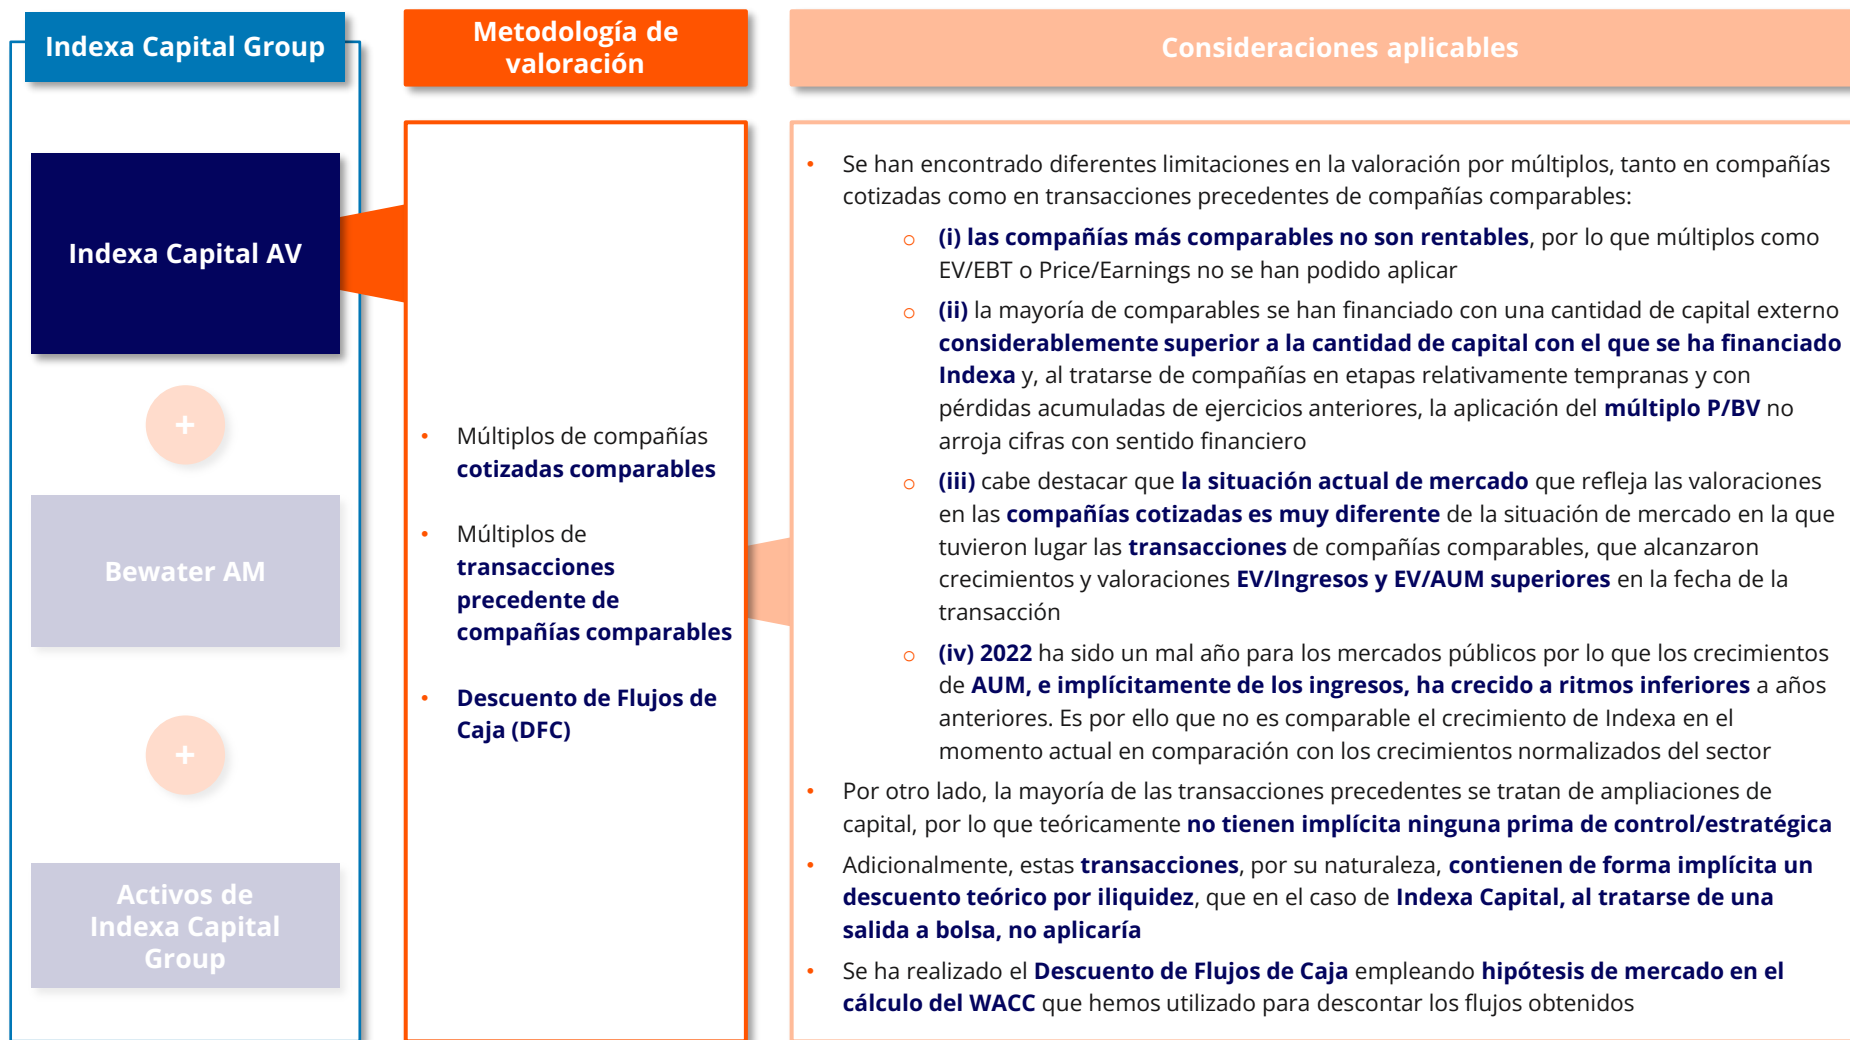 Indexa Capital Group
Indexa Capital AV
+
Bewater AM
+
Activos de
Indexa Capital
Group
Metodología de
valoración
• Múltiplos de compañías
cotizadas comparables
• Múltiplos de
transacciones
precedente de
compañías comparables
• Descuento de Flujos de
Caja (DFC)
Consideraciones aplicables
• Se han encontrado diferentes limitaciones en la valoración por múltiplos, tanto en compañías
cotizadas como en transacciones precedentes de compañías comparables:
o (i) las compañías más comparables no son rentables, por lo que múltiplos como
EV/EBT o Price/Earnings no se han podido aplicar
o (ii) la mayoría de comparables se han financiado con una cantidad de capital externo
considerablemente superior a la cantidad de capital con el que se ha financiado
Indexa y, al tratarse de compañías en etapas relativamente tempranas y con
pérdidas acumuladas de ejercicios anteriores, la aplicación del múltiplo P/BV no
arroja cifras con sentido financiero
o (iii) cabe destacar que la situación actual de mercado que refleja las valoraciones
en las compañías cotizadas es muy diferente de la situación de mercado en la que
tuvieron lugar las transacciones de compañías comparables, que alcanzaron
crecimientos y valoraciones EV/Ingresos y EV/AUM superiores en la fecha de la
transacción
o (iv) 2022 ha sido un mal año para los mercados públicos por lo que los crecimientos
de AUM, e implícitamente de los ingresos, ha crecido a ritmos inferiores a años
anteriores. Es por ello que no es comparable el crecimiento de Indexa en el
momento actual en comparación con los crecimientos normalizados del sector
• Por otro lado, la mayoría de las transacciones precedentes se tratan de ampliaciones de
capital, por lo que teóricamente no tienen implícita ninguna prima de control/estratégica
• Adicionalmente, estas transacciones, por su naturaleza, contienen de forma implícita un
descuento teórico por iliquidez, que en el caso de Indexa Capital, al tratarse de una
salida a bolsa, no aplicaría
• Se ha realizado el Descuento de Flujos de Caja empleando hipótesis de mercado en el
cálculo del WACC que hemos utilizado para descontar los flujos obtenidos